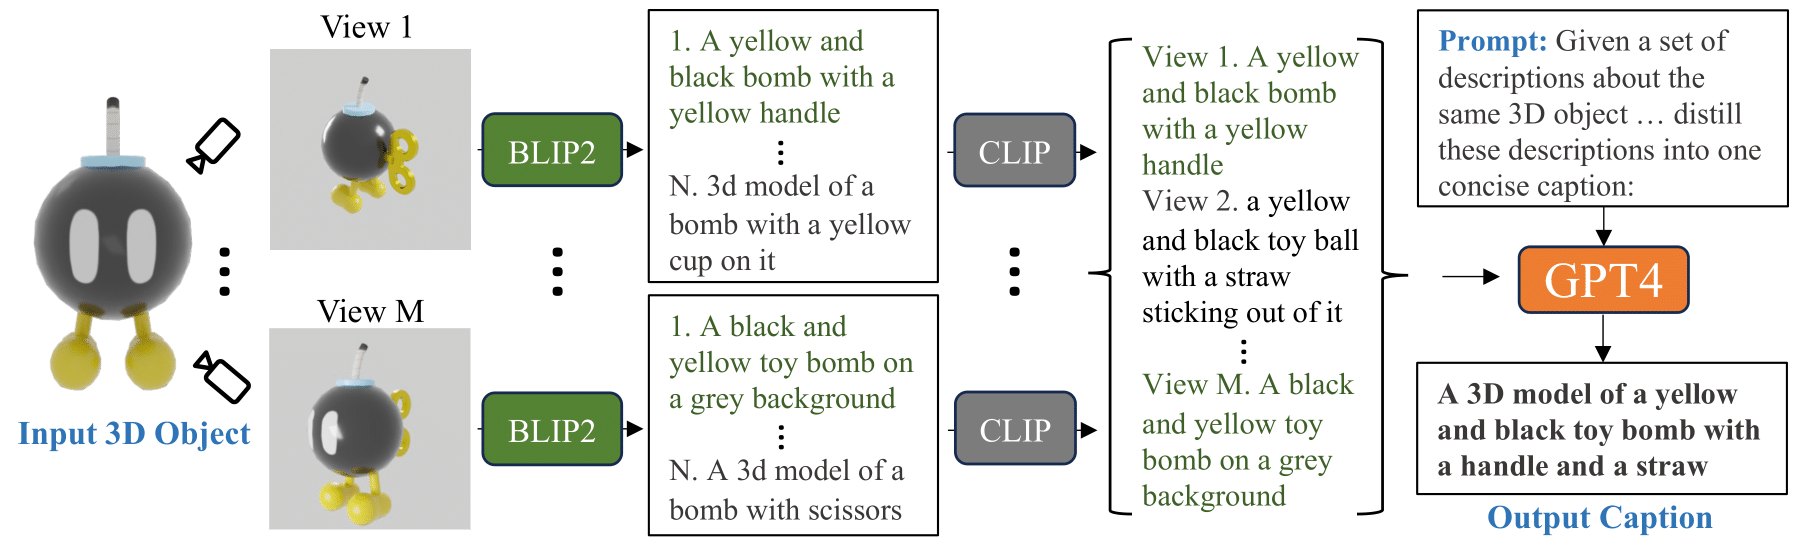 View 1
Input 3D Object
View M
BLIP2
BLIP2
1. A yellow and
black bomb with a
yellow handle
N. 3d model of a
bomb with a yellow
cup on it
1. A black and
yellow toy bomb on
a grey background
N. A 3d model of a
bomb with scissors
CLIP
CLIP
View 1. A yellow
and black bomb
with a yellow
handle
View 2. a yellow
and black toy ball
with a straw
sticking out of it
View M. A black
and yellow toy
bomb on a grey
background
Prompt: Given a set of
descriptions about the
same 3D object … distill
these descriptions into one
concise caption:
GPT4
A 3D model of a yellow
and black toy bomb with
a handle and a straw
Output Caption